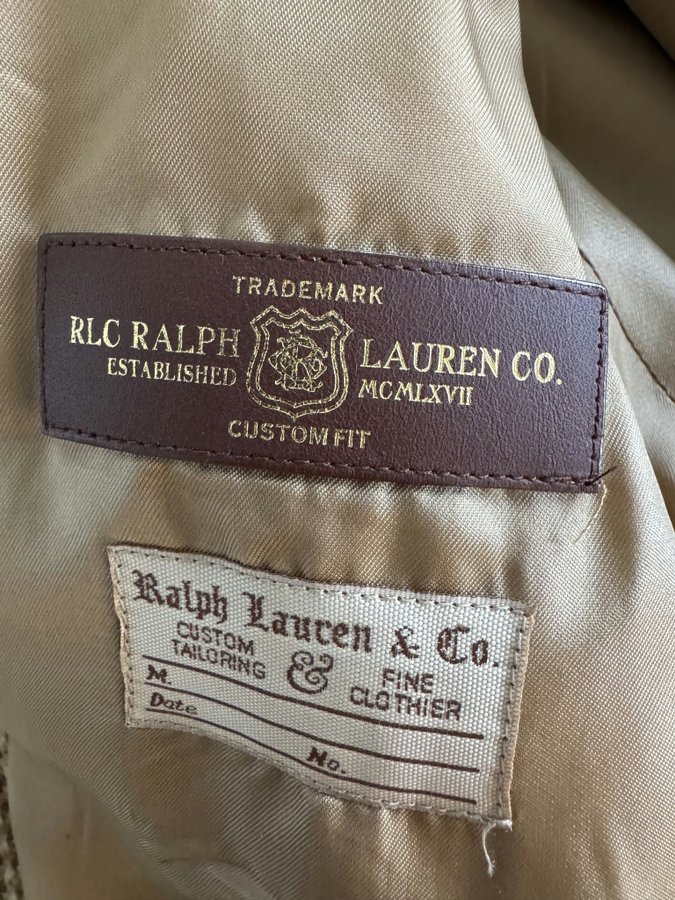 TRADEMARK
RLC RALPH LAUREN CO.
ESTABLISHED MCMLXVII
CUSTOM FIT
Ralph Lauren & Co.
CUSTOM TAILORING & FINE CLOTHIER
M.
Date
No.